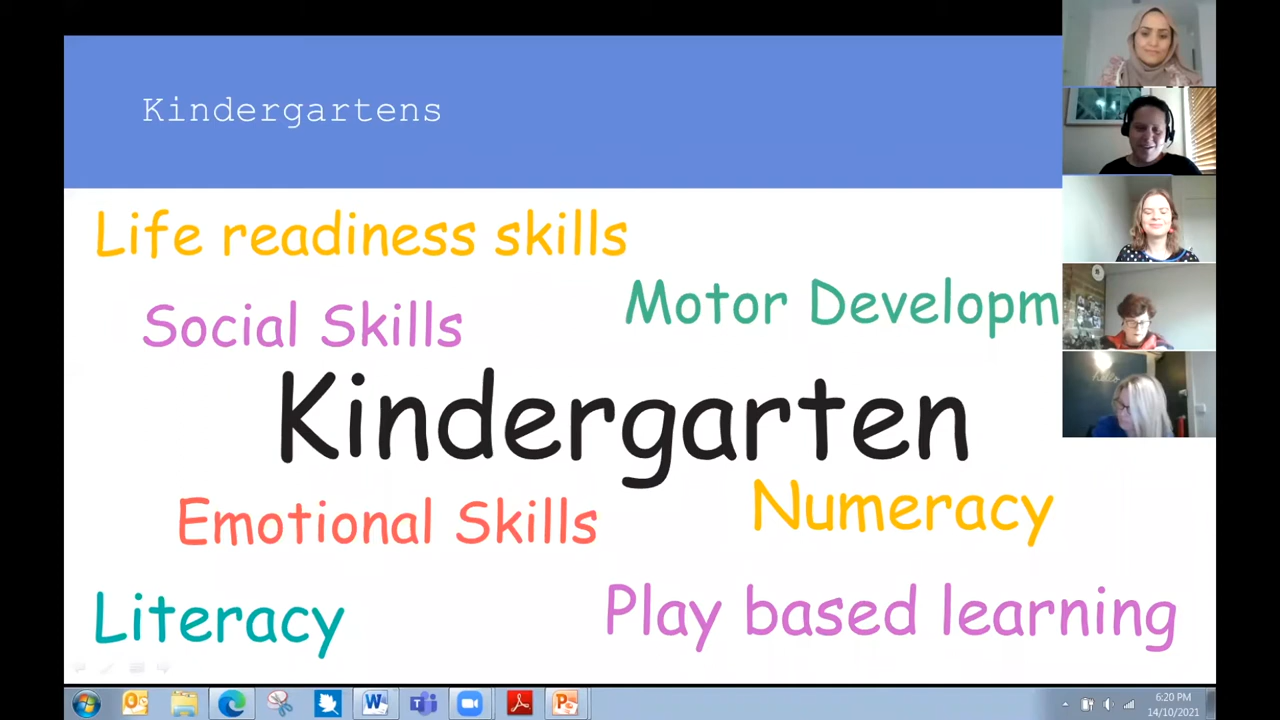 Kindergartens
Life readiness skills
Motor Developm
Social Skills
Kindergarten
Numeracy
Emotional Skills
Play based learning
Literacy
hello
6:20 PM
14/10/2021